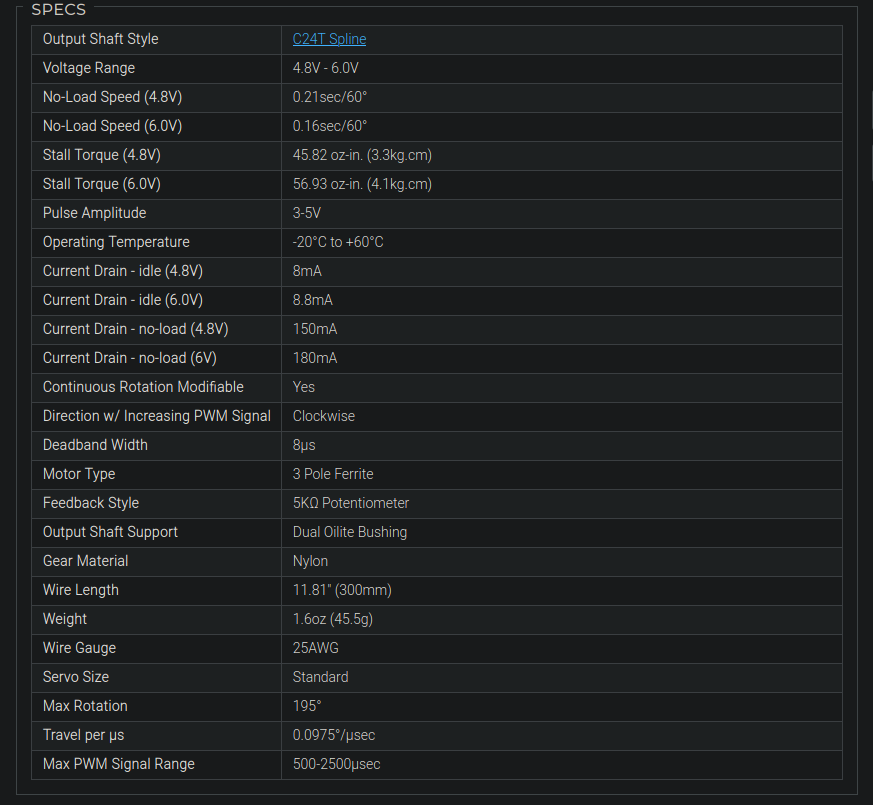 SPECS
Output Shaft Style C24T Spline
Voltage Range 4.8V - 6.0V
No-Load Speed (4.8V) 0.21sec/60°
No-Load Speed (6.0V) 0.16sec/60°
Stall Torque (4.8V) 45.82 oz-in. (3.3kg.cm)
Stall Torque (6.0V) 56.93 oz-in. (4.1kg.cm)
Pulse Amplitude 3-5V
Operating Temperature -20°C to +60°C
Current Drain - idle (4.8V) 8mA
Current Drain - idle (6.0V) 8.8mA
Current Drain - no-load (4.8V) 150mA
Current Drain - no-load (6V) 180mA
Continuous Rotation Modifiable Yes
Direction w/ Increasing PWM Signal Clockwise
Deadband Width 8µs
Motor Type 3 Pole Ferrite
Feedback Style 5KΩ Potentiometer
Output Shaft Support Dual Oilite Bushing
Gear Material Nylon
Wire Length 11.81" (300mm)
Weight 1.6oz (45.5g)
Wire Gauge 25AWG
Servo Size Standard
Max Rotation 195°
Travel per µs 0.0975°/µsec
Max PWM Signal Range 500-2500µsec